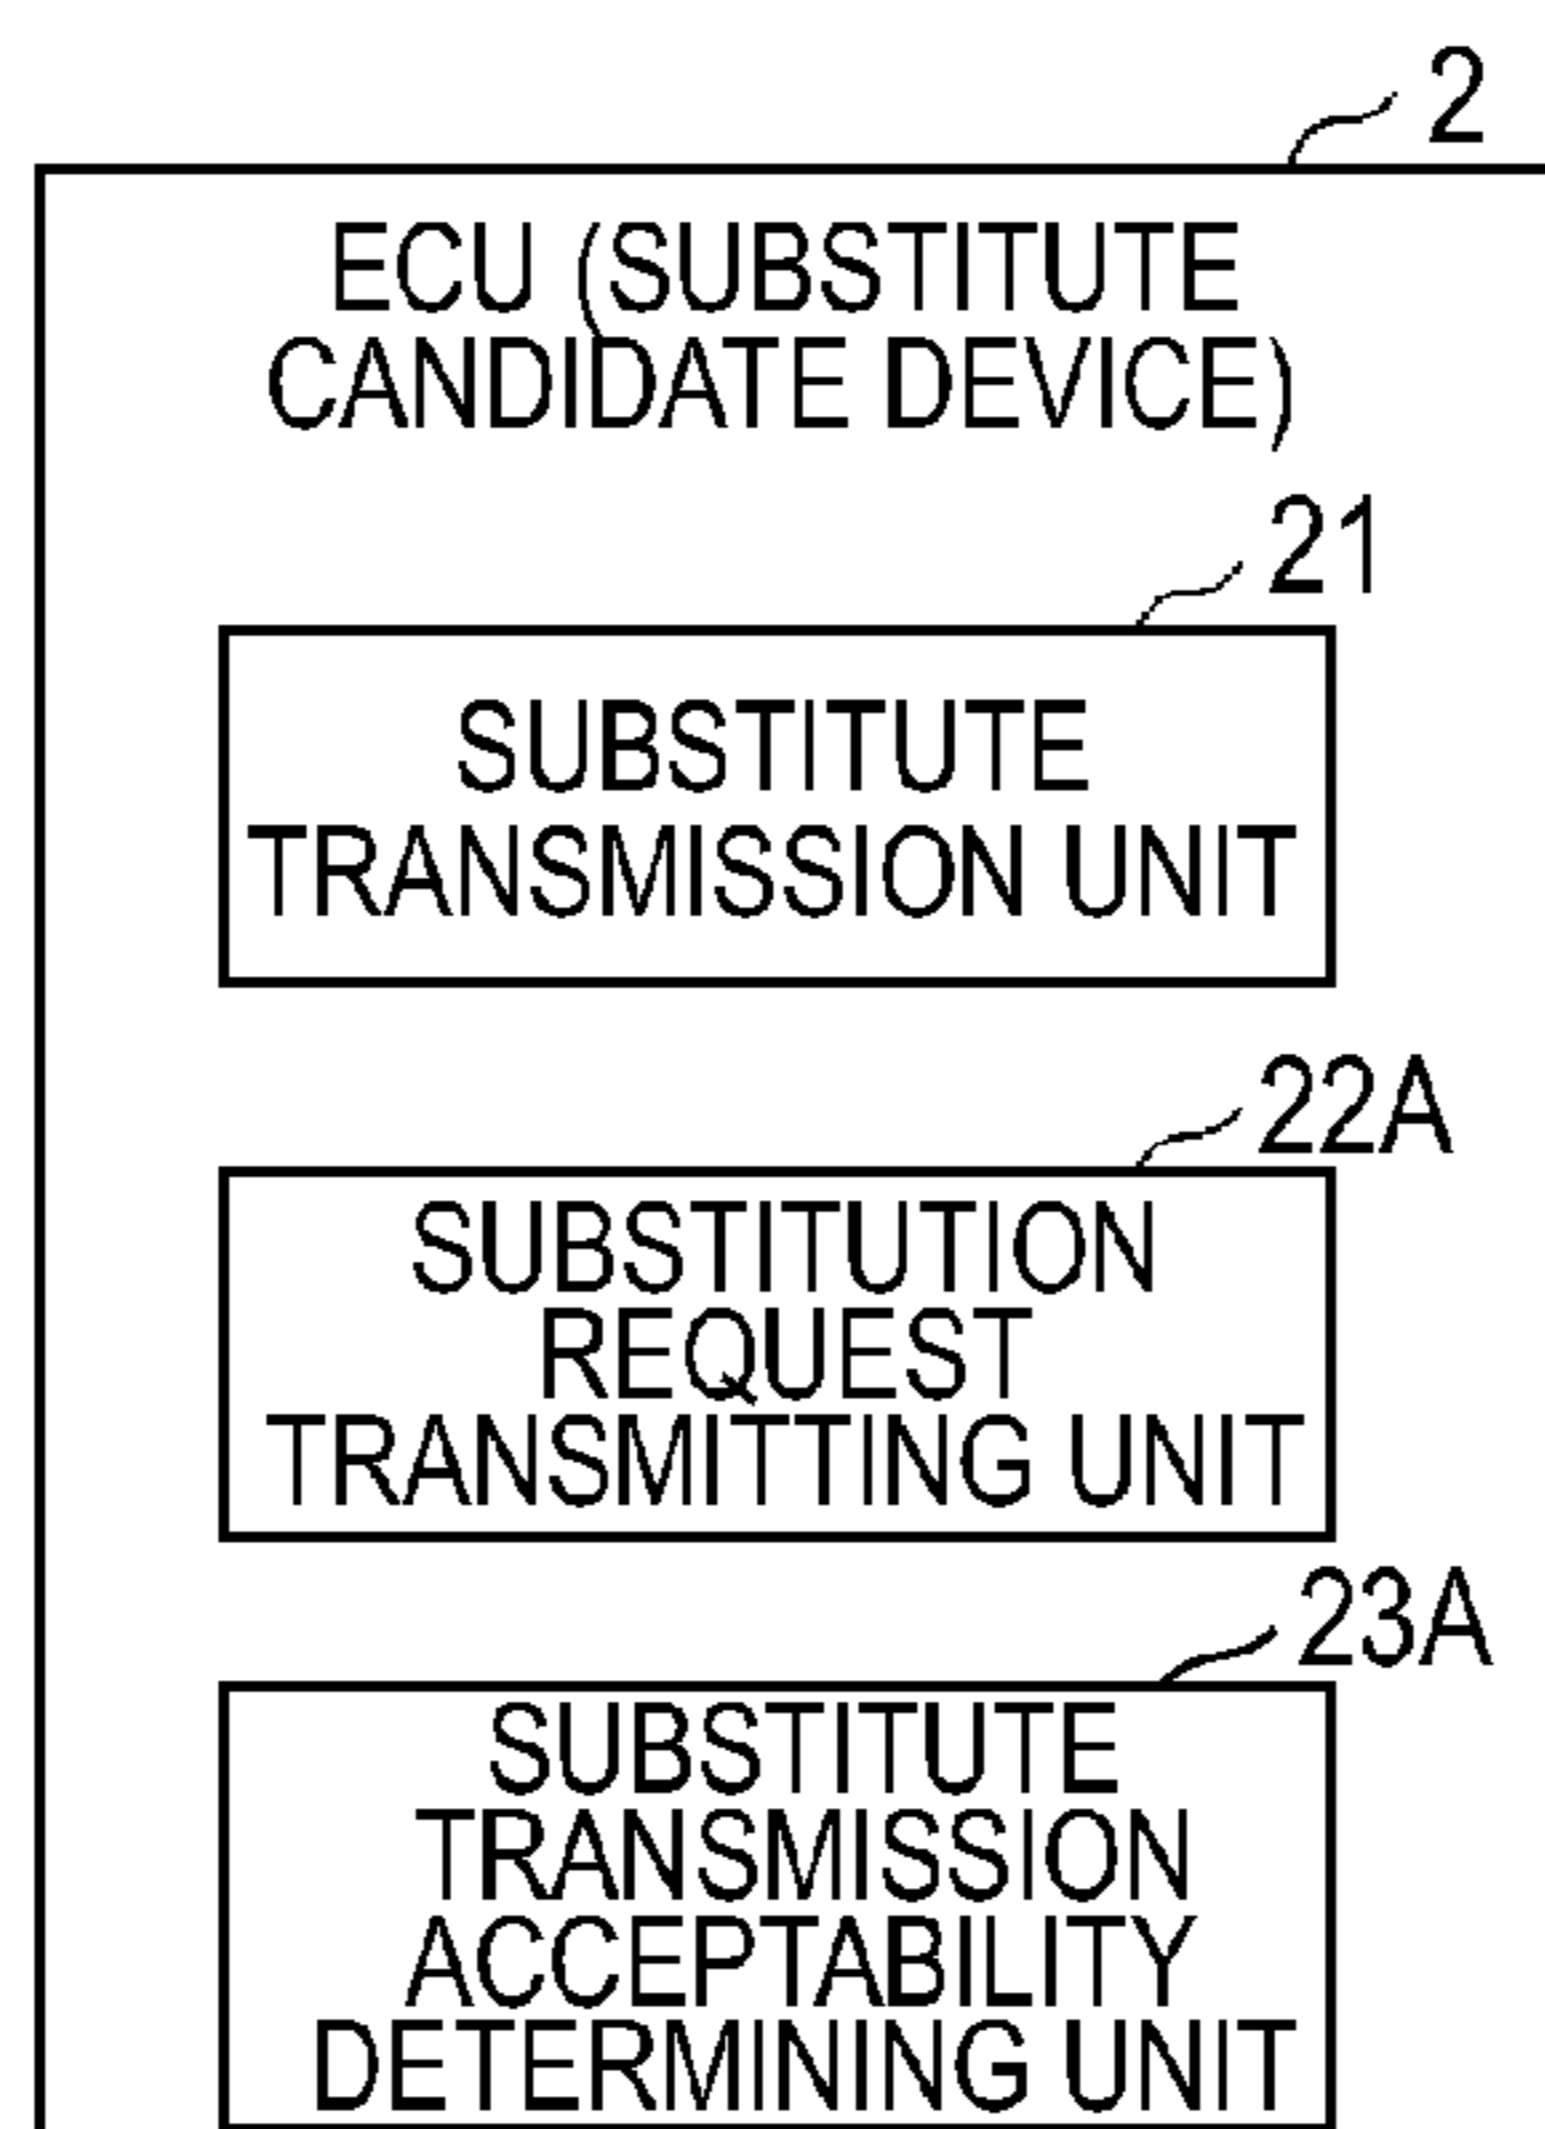 2
ECU (SUBSTITUTE
CANDIDATE DEVICE)
21
SUBSTITUTE
TRANSMISSION UNIT
22A
SUBSTITUTION
REQUEST
TRANSMITTING UNIT
23A
SUBSTITUTE
TRANSMISSION
ACCEPTABILITY
DETERMINING UNIT